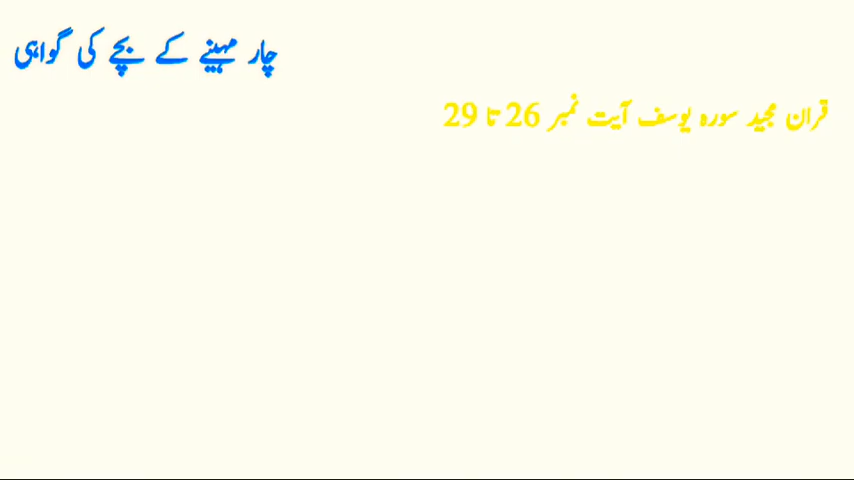 چار مہینے کے بچے کی گواہی
قران مجید سورہ یوسف آیت نمبر 26 تا 29